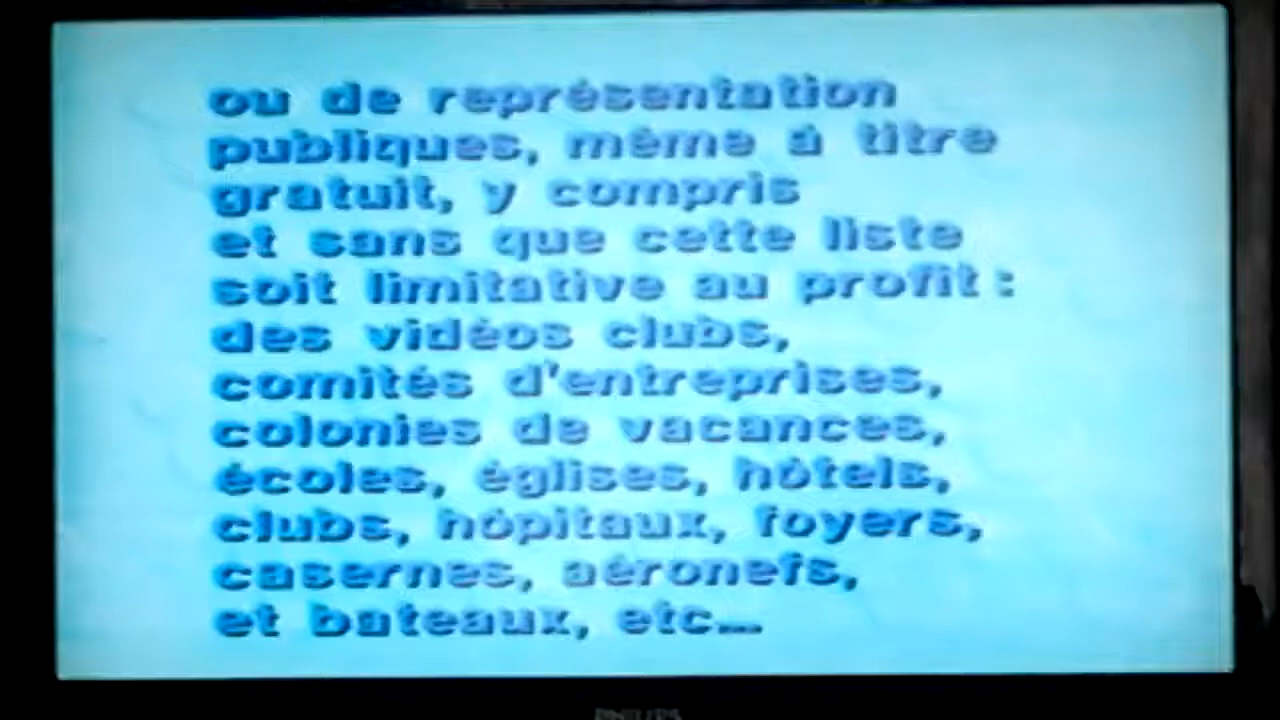 ou de représentation
publiques, même à titre
gratuit, y compris
et sans que cette liste
soit limitative au profit :
des vidéos clubs,
comités d'entreprises,
colonies de vacances,
écoles, églises, hôtels,
clubs, hôpitaux, foyers,
casernes, aéronefs,
et bateaux, etc...
PHILIPS